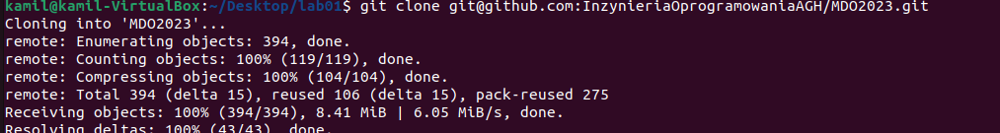 kamil@kamil-VirtualBox:~/Desktop/lab01$ git clone git@github.com:InzynieriaOprogramowaniaAGH/MDO2023.git
Cloning into 'MDO2023'...
remote: Enumerating objects: 394, done.
remote: Counting objects: 100% (119/119), done.
remote: Compressing objects: 100% (104/104), done.
remote: Total 394 (delta 15), reused 106 (delta 15), pack-reused 275
Receiving objects: 100% (394/394), 8.41 MiB | 6.05 MiB/s, done.
Resolving deltas: 100% (43/43), done.